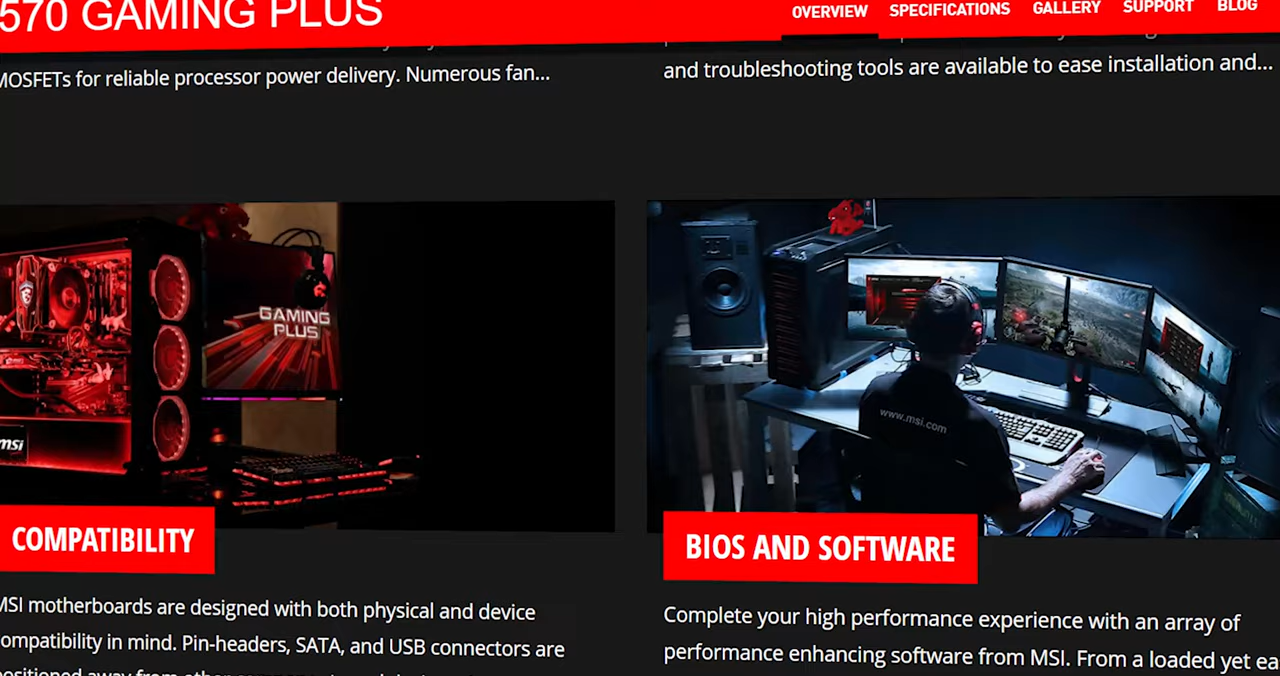 570 GAMING PLUS
OVERVIEW SPECIFICATIONS GALLERY SUPPORT BLOG
MOSFETs for reliable processor power delivery. Numerous fan...
and troubleshooting tools are available to ease installation and...
GAMING
PLUS
msi
www.msi.com
COMPATIBILITY
BIOS AND SOFTWARE
MSI motherboards are designed with both physical and device
ompatibility in mind. Pin-headers, SATA, and USB connectors are
Complete your high performance experience with an array of
performance enhancing software from MSI. From a loaded yet ea